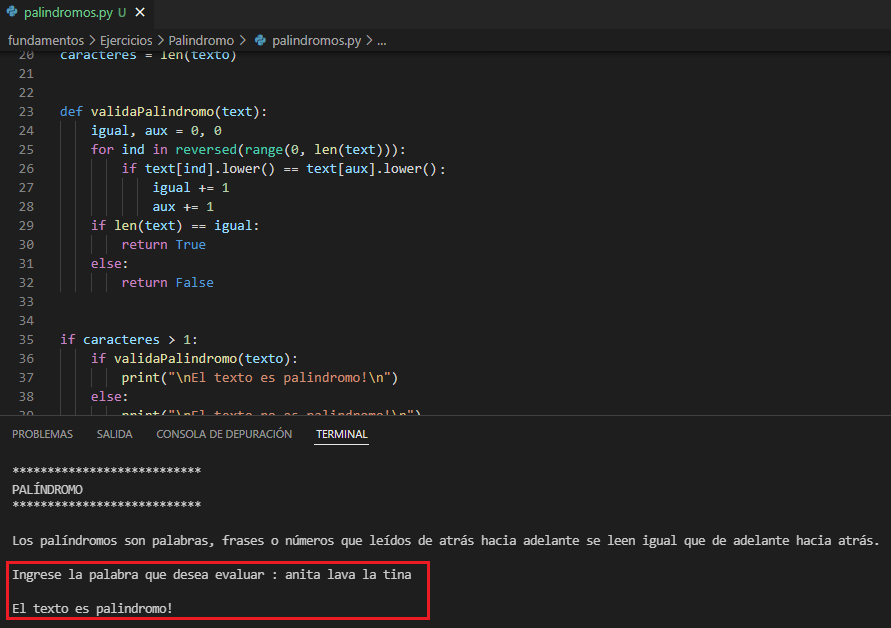 palindromos.py U ×
fundamentos > Ejercicios > Palindromo > palindromos.py > ...
20 caracteres = len(texto)
21
22
23 def validaPalindromo(text):
24 igual, aux = 0, 0
25 for ind in reversed(range(0, len(text))):
26 if text[ind].lower() == text[aux].lower():
27 igual += 1
28 aux += 1
29 if len(text) == igual:
30 return True
31 else:
32 return False
33
34
35 if caracteres > 1:
36 if validaPalindromo(texto):
37 print("\nEl texto es palindromo!\n")
38 else:
39 print("\nEl texto no es palindromo!\n")
PROBLEMAS SALIDA CONSOLA DE DEPURACIÓN TERMINAL
***************************
PALÍNDROMO
***************************
Los palíndromos son palabras, frases o números que leídos de atrás hacia adelante se leen igual que de adelante hacia atrás.
Ingrese la palabra que desea evaluar : anita lava la tina
El texto es palindromo!